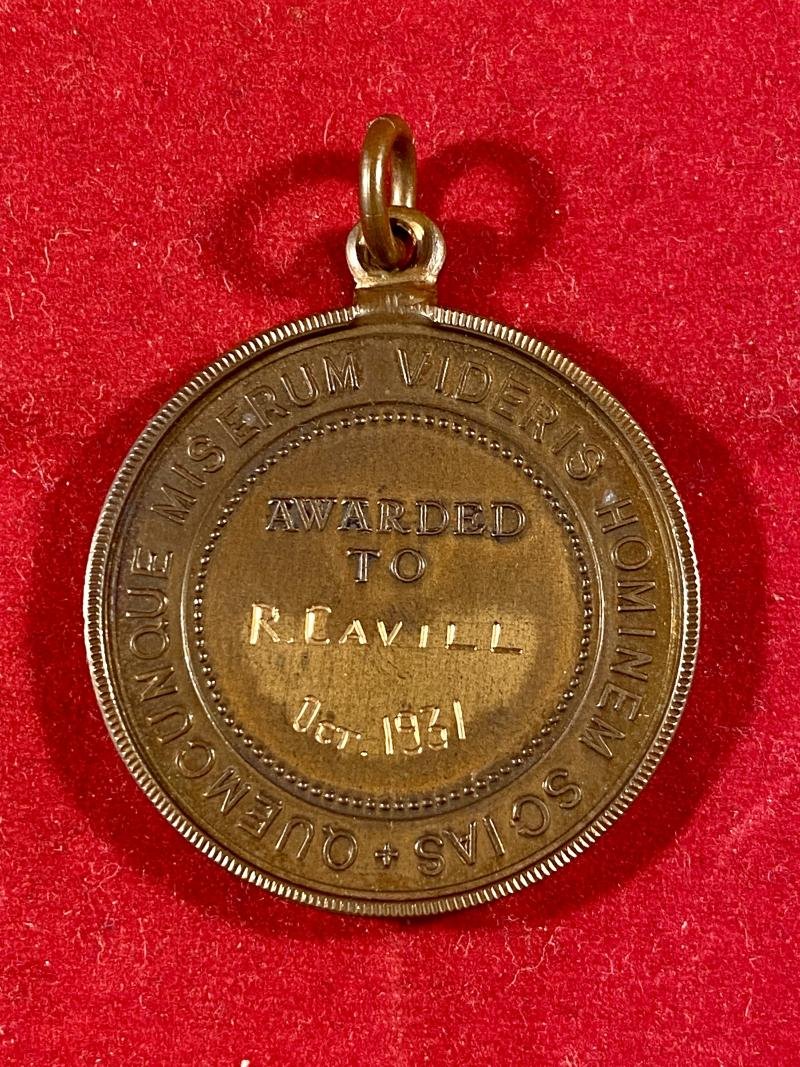 QUEMCUNQUE MISERUM VIDERIS HOMINEM SCIAS +
AWARDED
TO
R. CAVILL
Oct. 1931